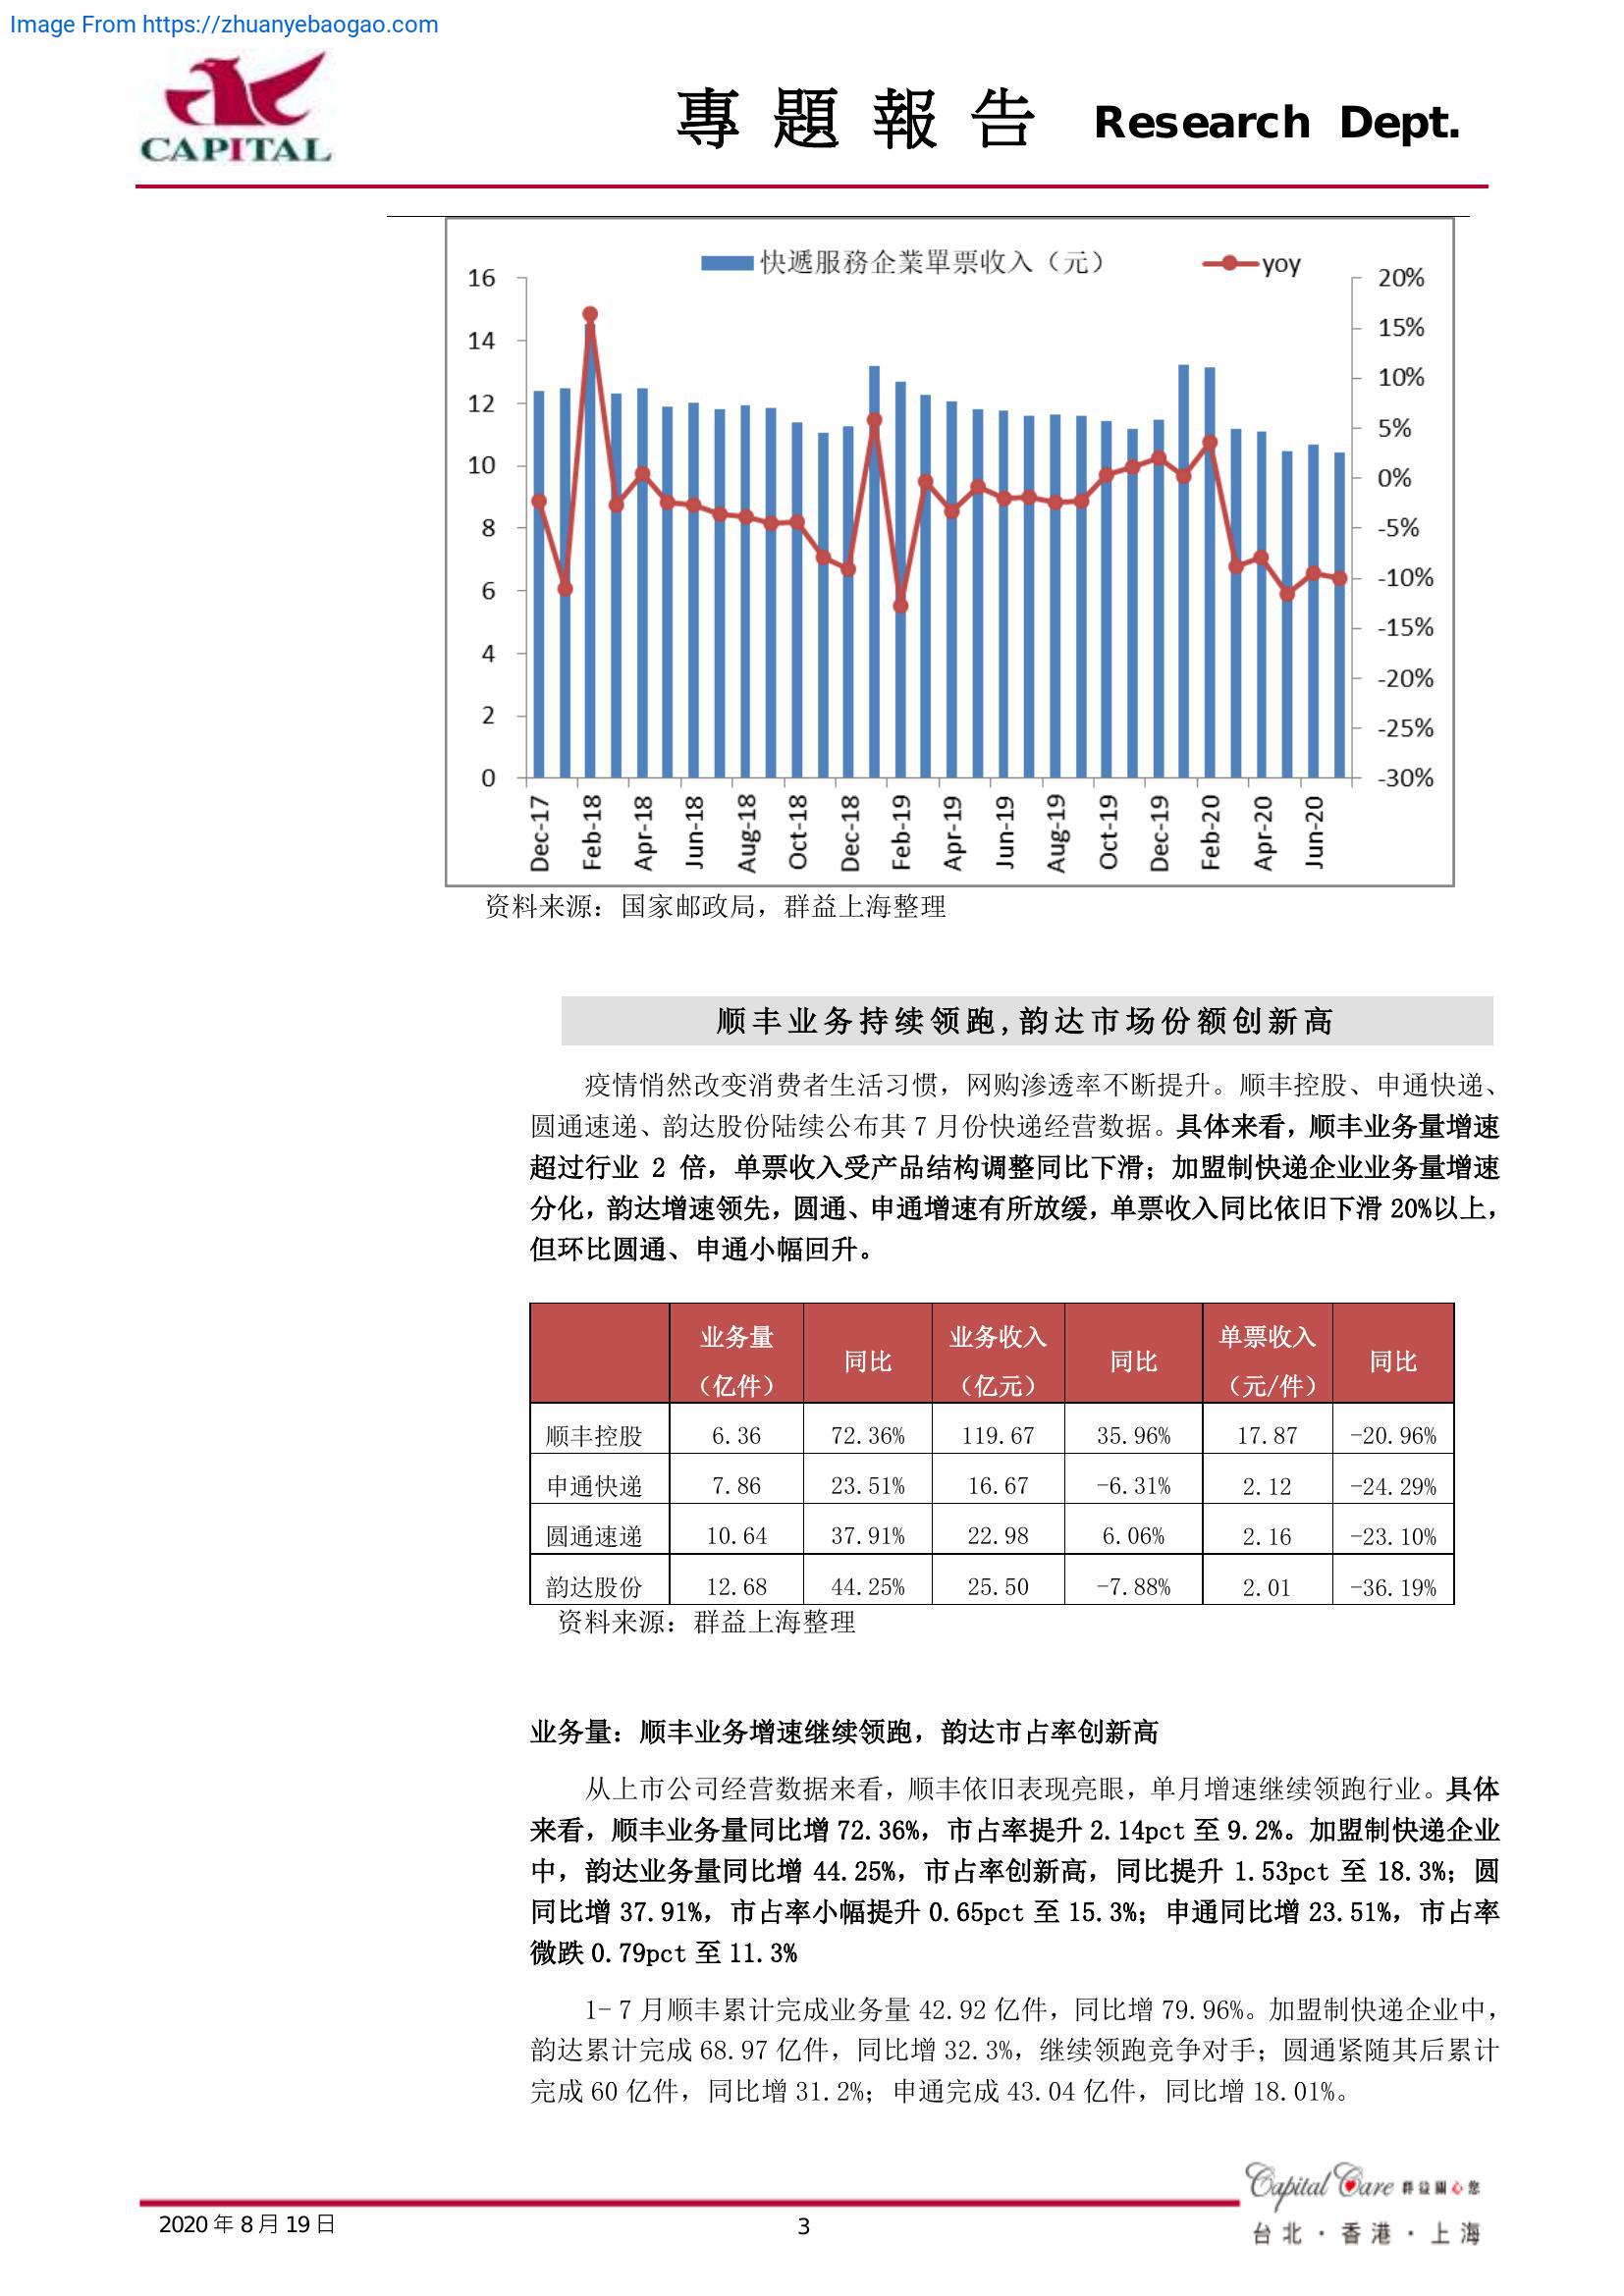 Image From https://zhuanyebaogao.com
CAPITAL
專題報告 Research Dept.
快遞服務企業單票收入（元） yoy
16 20%
15%
14
10%
12
5%
10 0%
8 -5%
6 -10%
-15%
4
-20%
2 -25%
0 -30%
Dec-17 Feb-18 Apr-18 Jun-18 Aug-18 Oct-18 Dec-18 Feb-19 Apr-19 Jun-19 Aug-19 Oct-19 Dec-19 Feb-20 Apr-20 Jun-20
资料来源：国家邮政局，群益上海整理
顺丰业务持续领跑,韵达市场份额创新高
疫情悄然改变消费者生活习惯，网购渗透率不断提升。顺丰控股、申通快递、
圆通速递、韵达股份陆续公布其 7 月份快递经营数据。具体来看，顺丰业务量增速
超过行业 2 倍，单票收入受产品结构调整同比下滑；加盟制快递企业业务量增速
分化，韵达增速领先，圆通、申通增速有所放缓，单票收入同比依旧下滑 20%以上，
但环比圆通、申通小幅回升。
业务量（亿件） 同比 业务收入（亿元） 同比 单票收入（元/件） 同比
顺丰控股 6.36 72.36% 119.67 35.96% 17.87 -20.96%
申通快递 7.86 23.51% 16.67 -6.31% 2.12 -24.29%
圆通速递 10.64 37.91% 22.98 6.06% 2.16 -23.10%
韵达股份 12.68 44.25% 25.50 -7.88% 2.01 -36.19%
资料来源：群益上海整理
业务量：顺丰业务增速继续领跑，韵达市占率创新高
从上市公司经营数据来看，顺丰依旧表现亮眼，单月增速继续领跑行业。具体
来看，顺丰业务量同比增 72.36%，市占率提升 2.14pct 至 9.2%。加盟制快递企业
中，韵达业务量同比增 44.25%，市占率创新高，同比提升 1.53pct 至 18.3%；圆
同比增 37.91%，市占率小幅提升 0.65pct 至 15.3%；申通同比增 23.51%，市占率
微跌 0.79pct 至 11.3%
1- 7 月顺丰累计完成业务量 42.92 亿件，同比增 79.96%。加盟制快递企业中，
韵达累计完成 68.97 亿件，同比增 32.3%，继续领跑竞争对手；圆通紧随其后累计
完成 60 亿件，同比增 31.2%；申通完成 43.04 亿件，同比增 18.01%。
Capital Care 群益關心您
2020 年 8 月 19 日 3 台北．香港．上海